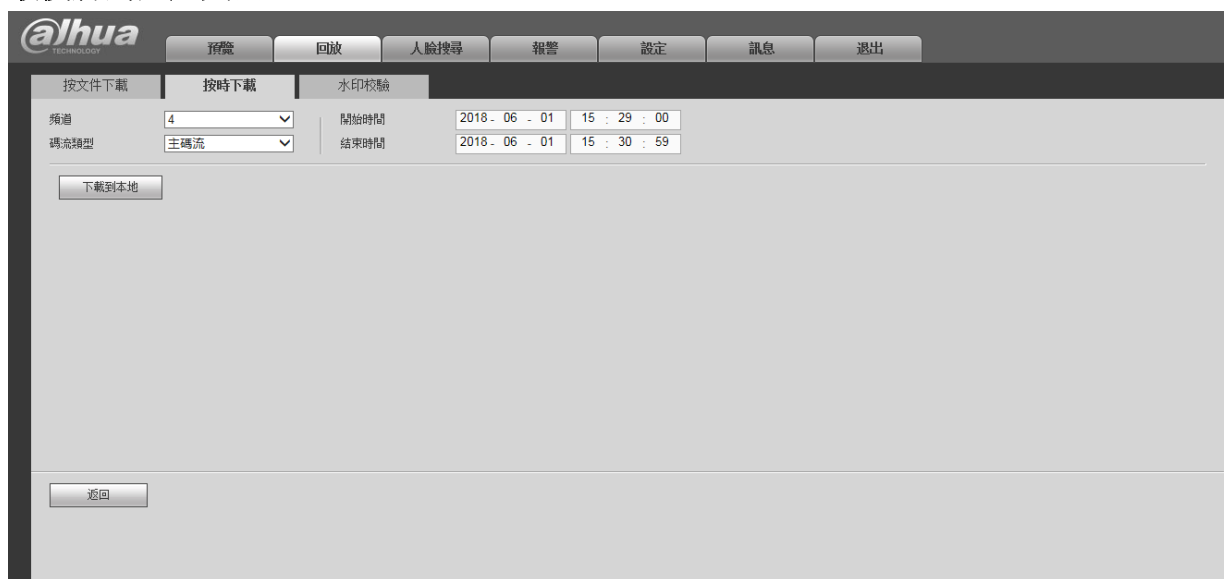 alhua
TECHNOLOGY
預覽 回放 人臉搜尋 報警 設定 訊息 退出
按文件下載 按時下載 水印校驗
頻道 4 開始時間 2018 - 06 - 01 15 : 29 : 00
碼流類型 主碼流 结束時間 2018 - 06 - 01 15 : 30 : 59
下載到本地
返回